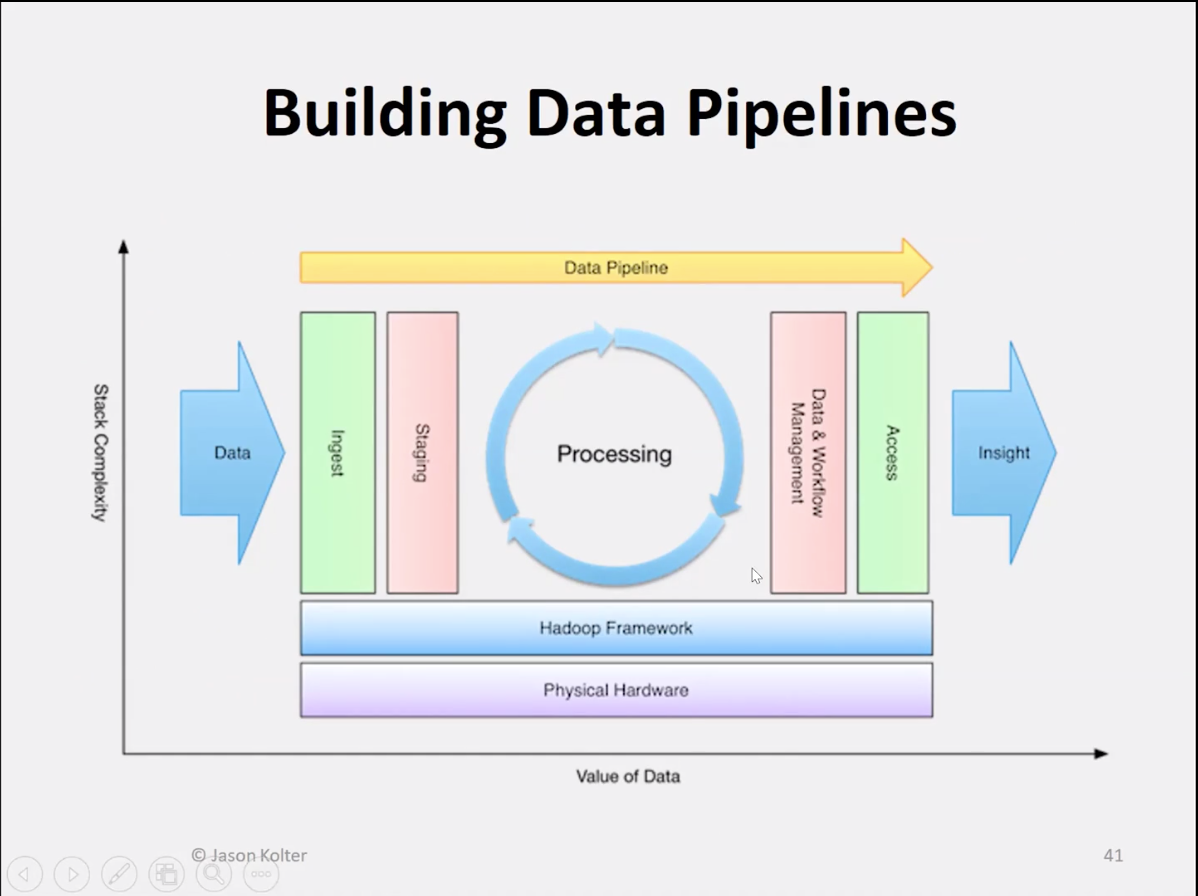 Building Data Pipelines
Data Pipeline
Stack Complexity
Data
Ingest
Staging
Processing
Data & Workflow
Management
Access
Insight
Hadoop Framework
Physical Hardware
Value of Data
© Jason Kolter
41